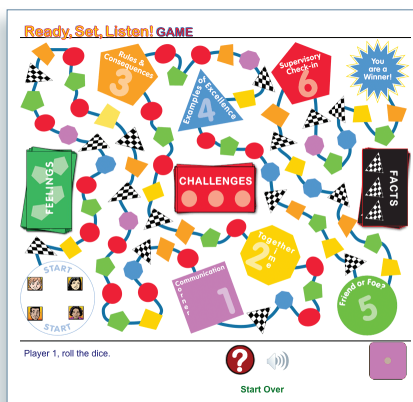 Ready, Set, Listen! GAME
Rules &
Consequences
3
Examples of Excellence
4
Supervisory
Check-in
6
You
are a
Winner!
FEELINGS
CHALLENGES
FACTS
START
START
Communication
Corner
1
Together
Time
2
Friend or Foe?
5
Player 1, roll the dice.
?
Start Over